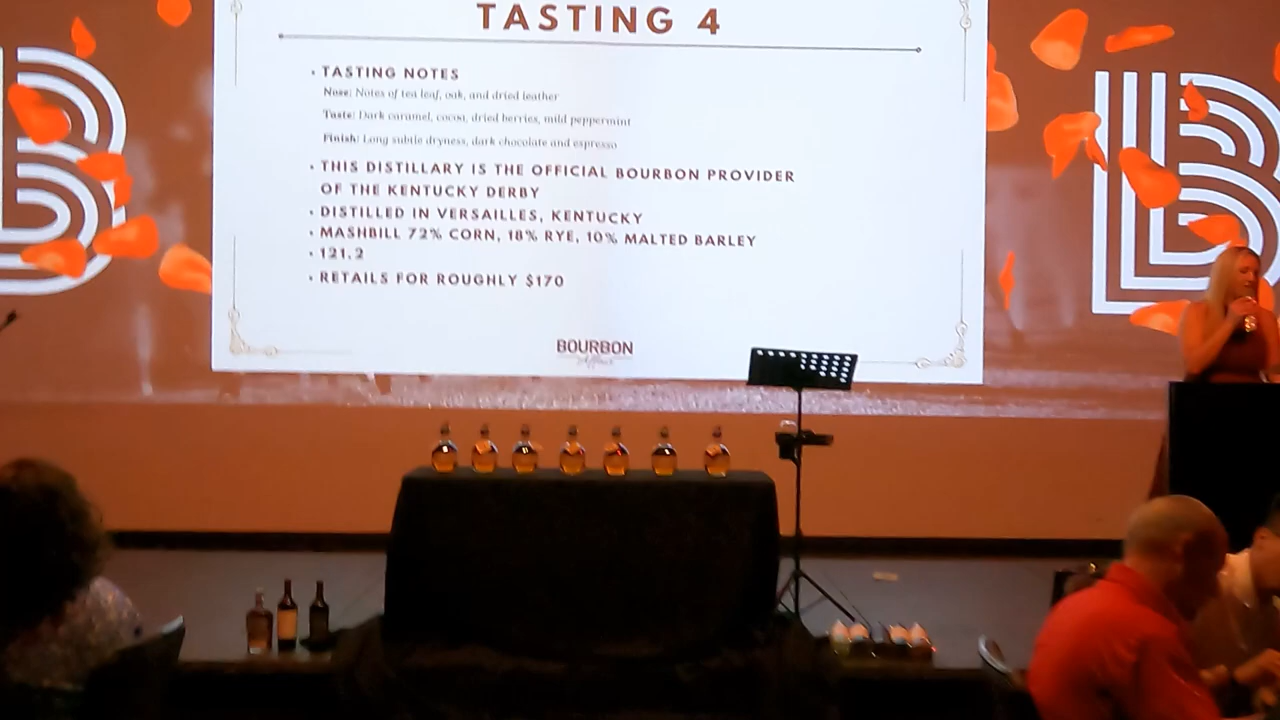 TASTING 4
• TASTING NOTES
Nose: Notes of tea leaf, oak, and dried leather
Taste: Dark caramel, cocoa, dried berries, mild peppermint
Finish: Long subtle dryness, dark chocolate and espresso
• THIS DISTILLARY IS THE OFFICIAL BOURBON PROVIDER
OF THE KENTUCKY DERBY
• DISTILLED IN VERSAILLES, KENTUCKY
• MASHBILL 72% CORN, 18% RYE, 10% MALTED BARLEY
• 121.2
• RETAILS FOR ROUGHLY $170
BOURBON
B
B